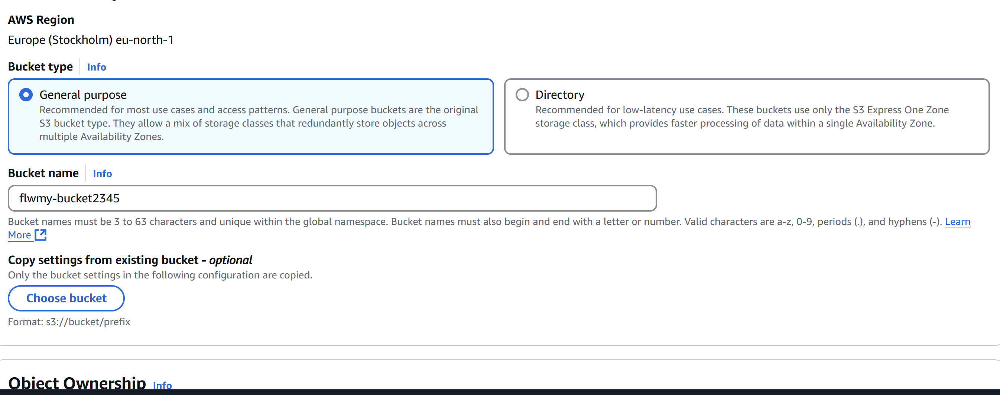 AWS Region
Europe (Stockholm) eu-north-1
Bucket type Info
General purpose
Recommended for most use cases and access patterns. General purpose buckets are the original
S3 bucket type. They allow a mix of storage classes that redundantly store objects across
multiple Availability Zones.
Directory
Recommended for low-latency use cases. These buckets use only the S3 Express One Zone
storage class, which provides faster processing of data within a single Availability Zone.
Bucket name Info
flwmy-bucket2345
Bucket names must be 3 to 63 characters and unique within the global namespace. Bucket names must also begin and end with a letter or number. Valid characters are a-z, 0-9, periods (.), and hyphens (-). Learn
More
Copy settings from existing bucket - optional
Only the bucket settings in the following configuration are copied.
Choose bucket
Format: s3://bucket/prefix
Object Ownership Info